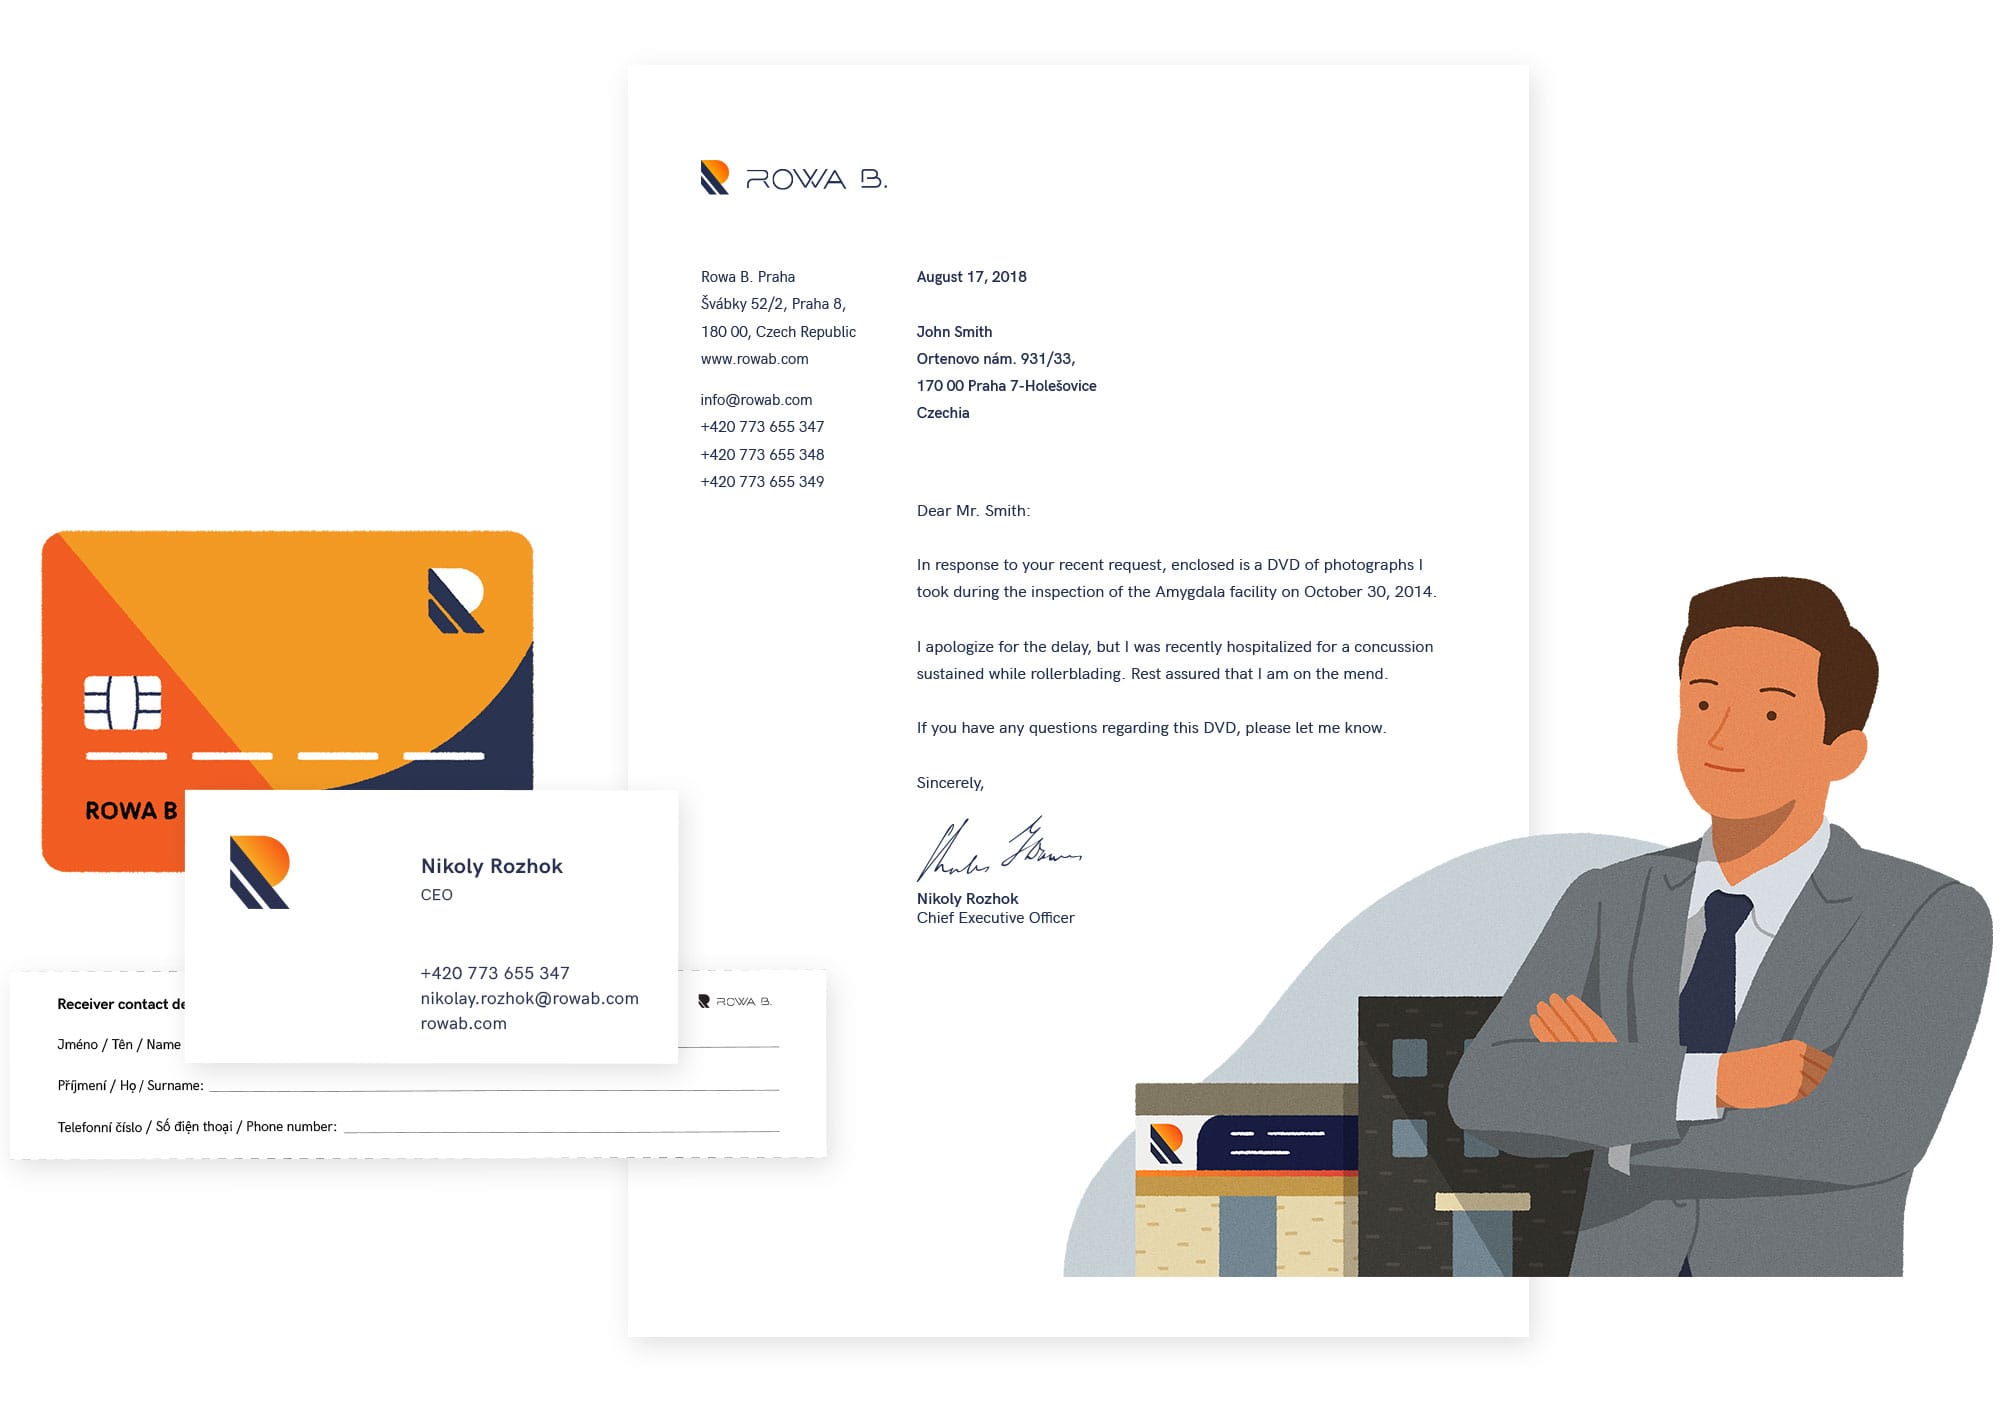 ROWA B.
Rowa B. Praha
Švábky 52/2, Praha 8,
180 00, Czech Republic
www.rowab.com
info@rowab.com
+420 773 655 347
+420 773 655 348
+420 773 655 349
August 17, 2018
John Smith
Ortenovo nám. 931/33,
170 00 Praha 7-Holešovice
Czechia
Dear Mr. Smith:
In response to your recent request, enclosed is a DVD of photographs I
took during the inspection of the Amygdala facility on October 30, 2014.
I apologize for the delay, but I was recently hospitalized for a concussion
sustained while rollerblading. Rest assured that I am on the mend.
If you have any questions regarding this DVD, please let me know.
Sincerely,
Nikoly Rozhok
Chief Executive Officer
ROWA B
Nikoly Rozhok
CEO
+420 773 655 347
nikolay.rozhok@rowab.com
rowab.com
Receiver contact de
ROWA B.
Jméno / Tên / Name
Příjmení / Họ / Surname:
Telefonní číslo / Số điện thoại / Phone number: